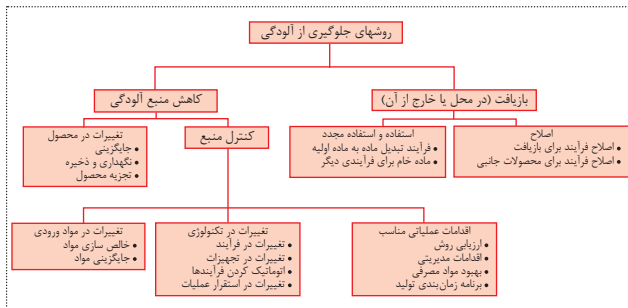 روشهای جلوگیری از آلودگی
بازیافت (در محل یا خارج از آن)
کاهش منبع آلودگی
اصلاح
• اصلاح فرآیند برای بازیافت
• اصلاح فرآیند برای محصولات جانبی
استفاده و استفاده مجدد
• فرآیند تبدیل ماده به ماده اولیه
• ماده خام برای فرآیندی دیگر
کنترل منبع
تغییرات در محصول
• جایگزینی
• نگهداری و ذخیره
• تجزیه محصول
اقدامات عملیاتی مناسب
• ارزیابی روش
• اقدامات مدیریتی
• بهبود مواد مصرفی
• برنامه زمان‌بندی تولید
تغییرات در تکنولوژی
• تغییرات در فرآیند
• تغییرات در تجهیزات
• اتوماتیک کردن فرآیندها
• تغییرات در استقرار عملیات
تغییرات در مواد ورودی
• خالص سازی مواد
• جایگزینی مواد